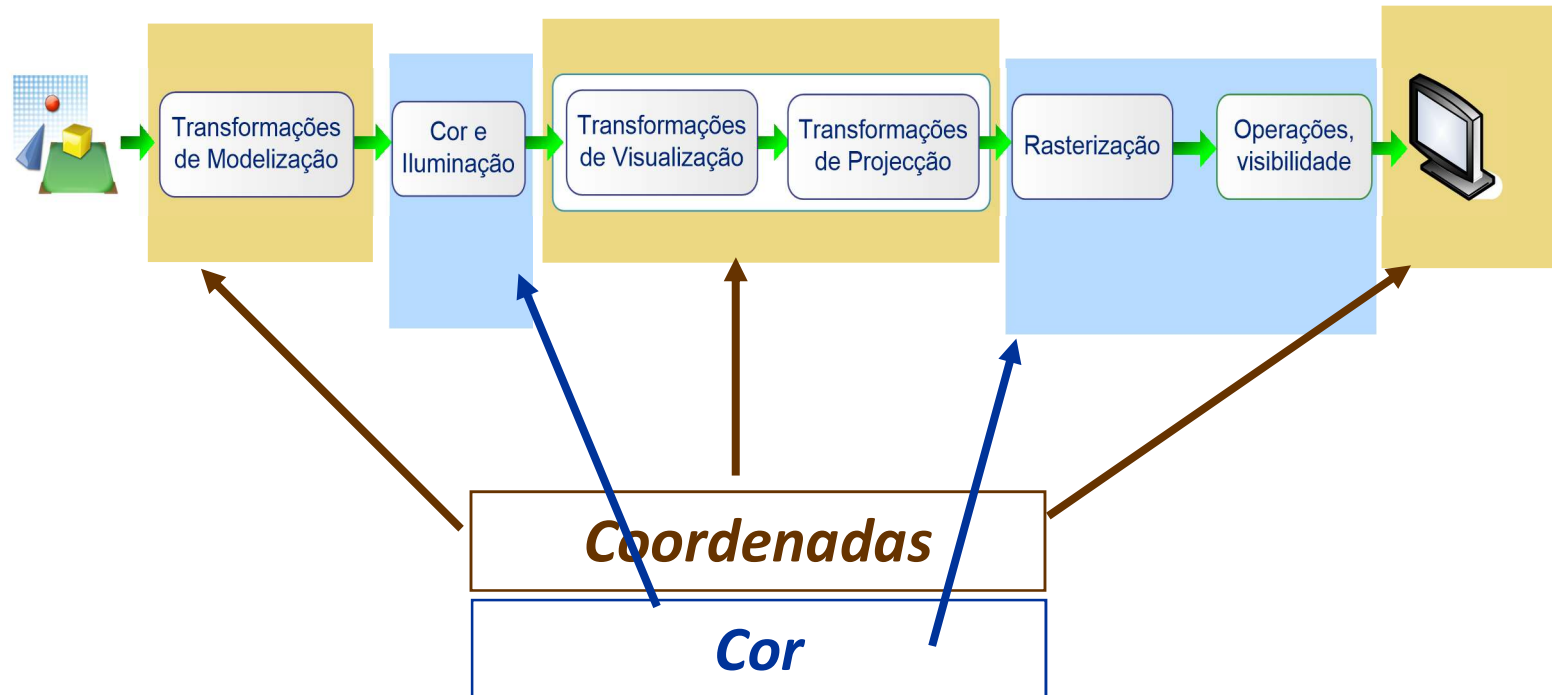 Transformações
de Modelização
Cor e
Iluminação
Transformações
de Visualização
Transformações
de Projecção
Rasterização
Operações,
visibilidade
Coordenadas
Cor